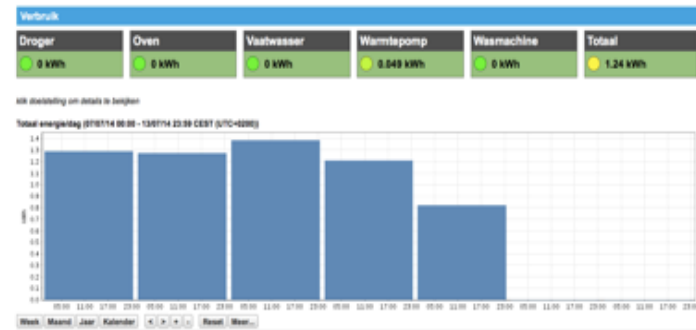 Verbruik
Droger Oven Vaatwasser Warmtepomp Wasmachine Totaal
0 kWh 0 kWh 0 kWh 0.049 kWh 0 kWh 1.24 kWh
klik doelstelling om details te bekijken
Totaal energie/dag (07/07/14 00:00 - 13/07/14 23:59 CEST (UTC+0200))
1.4
1.3
1.2
1.1
1.0
0.9
0.8
0.7
0.6
0.5
0.4
0.3
0.2
0.1
0.0
05:00 11:00 17:00 23:00 05:00 11:00 17:00 23:00 05:00 11:00 17:00 23:00 05:00 11:00 17:00 23:00 05:00 11:00 17:00 23:00 05:00 11:00 17:00 23:00 05:00 11:00 17:00 23:00
Week Maand Jaar Kalender < > + - Reset Meer...